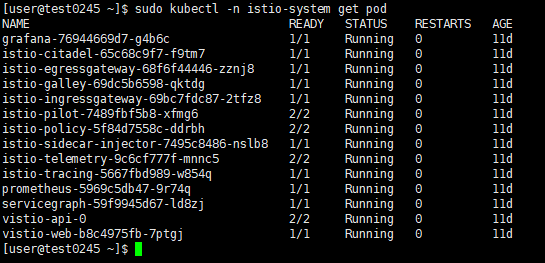 [user@test0245 ~]$ sudo kubectl -n istio-system get pod
NAME READY STATUS RESTARTS AGE
grafana-76944669d7-g4b6c 1/1 Running 0 11d
istio-citadel-65c68c9f7-f9tm7 1/1 Running 0 11d
istio-egressgateway-68f6f44446-zznj8 1/1 Running 0 11d
istio-galley-69dc5b6598-qktdg 1/1 Running 0 11d
istio-ingressgateway-69bc7fdc87-2tfz8 1/1 Running 0 11d
istio-pilot-7489fbf5b8-xfmg6 2/2 Running 0 11d
istio-policy-5f84d7558c-ddrbh 2/2 Running 0 11d
istio-sidecar-injector-7495c8486-nslb8 1/1 Running 0 11d
istio-telemetry-9c6cf777f-mnnc5 2/2 Running 0 11d
istio-tracing-5667fbd989-w854q 1/1 Running 0 11d
prometheus-5969c5db47-9r74q 1/1 Running 0 11d
servicegraph-59f9945d67-ld8zj 1/1 Running 0 11d
vistio-api-0 2/2 Running 0 11d
vistio-web-b8c4975fb-7ptgj 1/1 Running 0 11d
[user@test0245 ~]$